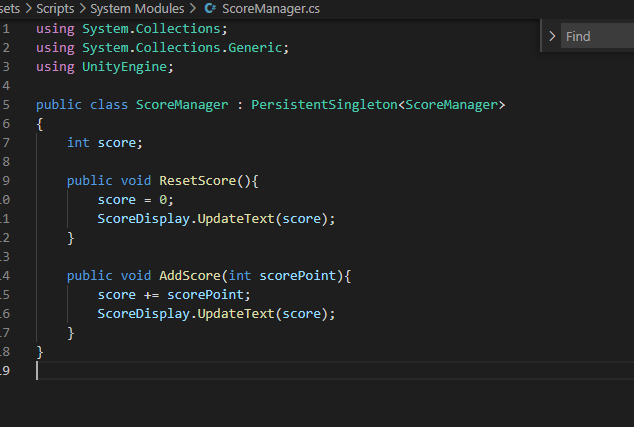 sets > Scripts > System Modules > C# ScoreManager.cs
> Find
1 using System.Collections;
2 using System.Collections.Generic;
3 using UnityEngine;
4
5 public class ScoreManager : PersistentSingleton<ScoreManager>
6 {
7     int score;
8
9     public void ResetScore(){
10         score = 0;
11         ScoreDisplay.UpdateText(score);
12     }
13
14     public void AddScore(int scorePoint){
15         score += scorePoint;
16         ScoreDisplay.UpdateText(score);
17     }
18 }
19